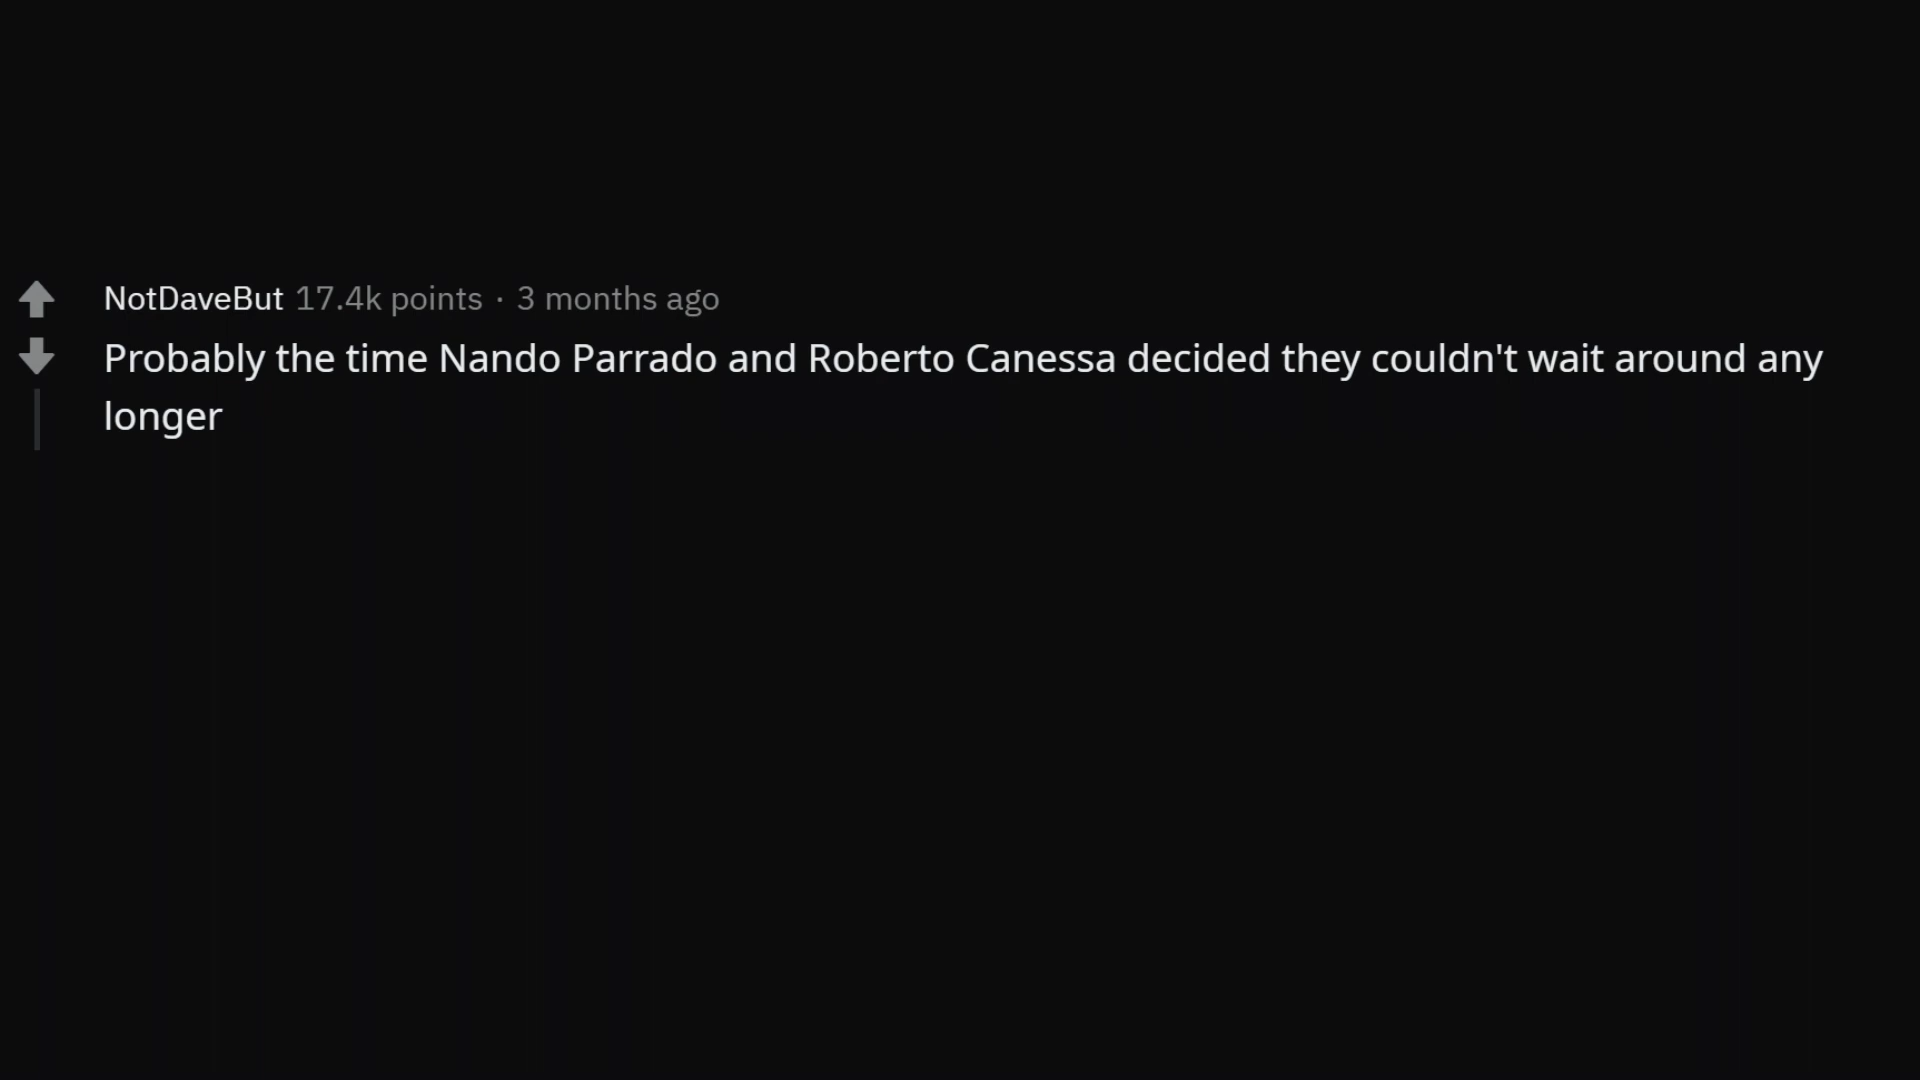 NotDaveBut 17.4k points · 3 months ago
Probably the time Nando Parrado and Roberto Canessa decided they couldn't wait around any
longer